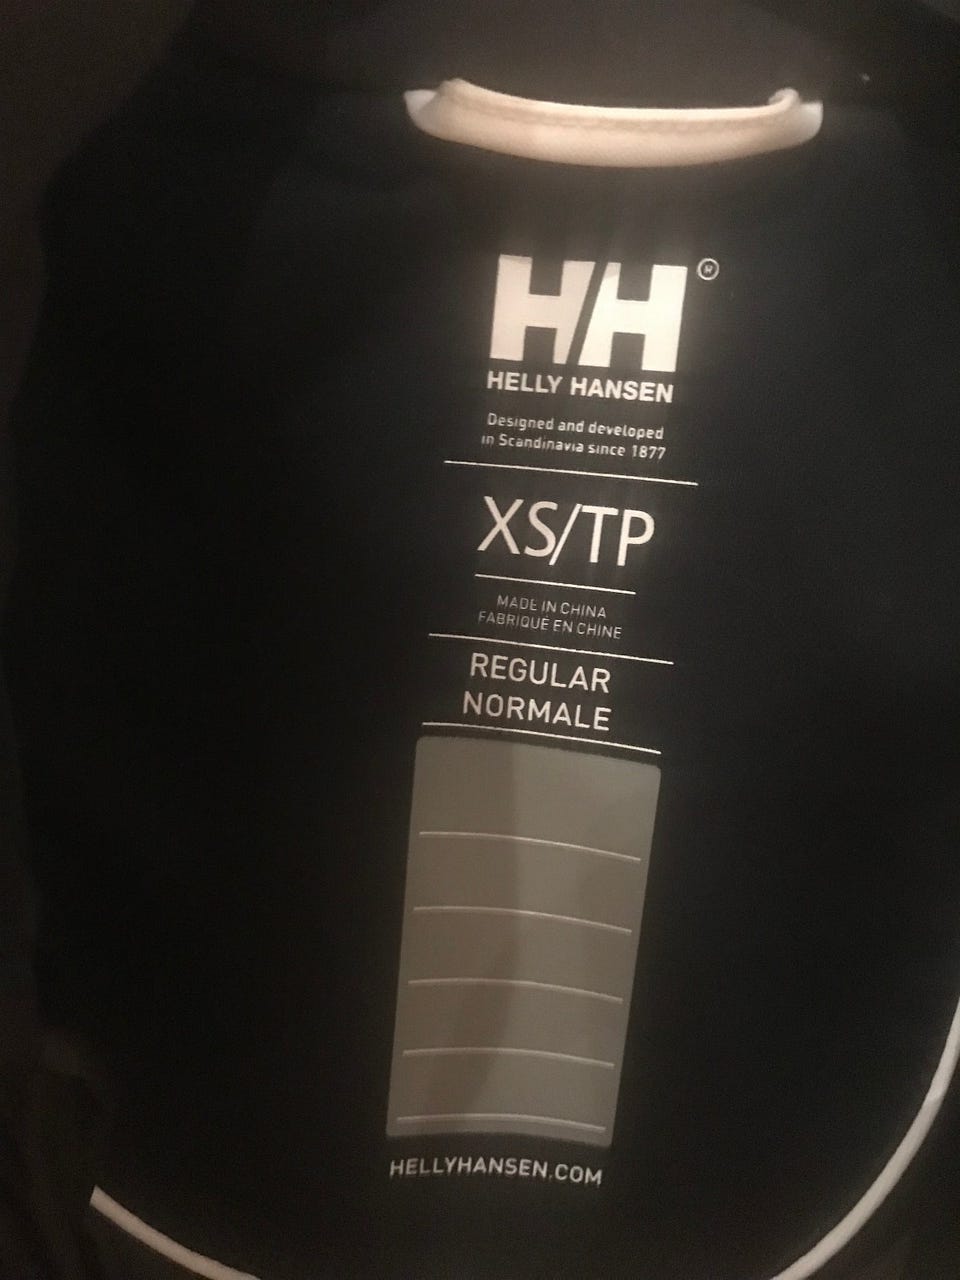 HH®
HELLY HANSEN
Designed and developed
in Scandinavia since 1877
XS/TP
MADE IN CHINA
FABRIQUÉ EN CHINE
REGULAR
NORMALE
HELLYHANSEN.COM